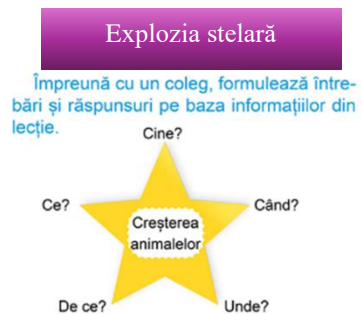 Explozia stelară
Împreună cu un coleg, formulează între-
bări și răspunsuri pe baza informațiilor din
lecție.
Cine?
Ce?
Când?
Creșterea
animalelor
De ce?
Unde?